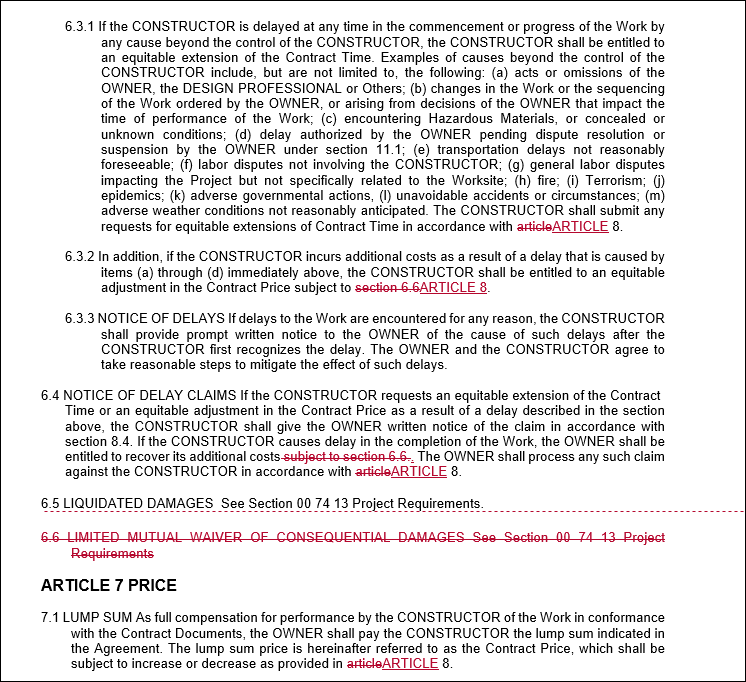 6.3.1 If the CONSTRUCTOR is delayed at any time in the commencement or progress of the Work by
any cause beyond the control of the CONSTRUCTOR, the CONSTRUCTOR shall be entitled to
an equitable extension of the Contract Time. Examples of causes beyond the control of the
CONSTRUCTOR include, but are not limited to, the following: (a) acts or omissions of the
OWNER, the DESIGN PROFESSIONAL or Others; (b) changes in the Work or the sequencing
of the Work ordered by the OWNER, or arising from decisions of the OWNER that impact the
time of performance of the Work; (c) encountering Hazardous Materials, or concealed or
unknown conditions; (d) delay authorized by the OWNER pending dispute resolution or
suspension by the OWNER under section 11.1; (e) transportation delays not reasonably
foreseeable; (f) labor disputes not involving the CONSTRUCTOR; (g) general labor disputes
impacting the Project but not specifically related to the Worksite; (h) fire; (i) Terrorism; (j)
epidemics; (k) adverse governmental actions, (l) unavoidable accidents or circumstances; (m)
adverse weather conditions not reasonably anticipated. The CONSTRUCTOR shall submit any
requests for equitable extensions of Contract Time in accordance with articleARTICLE 8.
6.3.2 In addition, if the CONSTRUCTOR incurs additional costs as a result of a delay that is caused by
items (a) through (d) immediately above, the CONSTRUCTOR shall be entitled to an equitable
adjustment in the Contract Price subject to section 6.6ARTICLE 8.
6.3.3 NOTICE OF DELAYS If delays to the Work are encountered for any reason, the CONSTRUCTOR
shall provide prompt written notice to the OWNER of the cause of such delays after the
CONSTRUCTOR first recognizes the delay. The OWNER and the CONSTRUCTOR agree to
take reasonable steps to mitigate the effect of such delays.
6.4 NOTICE OF DELAY CLAIMS If the CONSTRUCTOR requests an equitable extension of the Contract
Time or an equitable adjustment in the Contract Price as a result of a delay described in the section
above, the CONSTRUCTOR shall give the OWNER written notice of the claim in accordance with
section 8.4. If the CONSTRUCTOR causes delay in the completion of the Work, the OWNER shall be
entitled to recover its additional costs subject to section 6.6.. The OWNER shall process any such claim
against the CONSTRUCTOR in accordance with articleARTICLE 8.
6.5 LIQUIDATED DAMAGES See Section 00 74 13 Project Requirements.
6.6 LIMITED MUTUAL WAIVER OF CONSEQUENTIAL DAMAGES See Section 00 74 13 Project
Requirements
ARTICLE 7 PRICE
7.1 LUMP SUM As full compensation for performance by the CONSTRUCTOR of the Work in conformance
with the Contract Documents, the OWNER shall pay the CONSTRUCTOR the lump sum indicated in
the Agreement. The lump sum price is hereinafter referred to as the Contract Price, which shall be
subject to increase or decrease as provided in articleARTICLE 8.